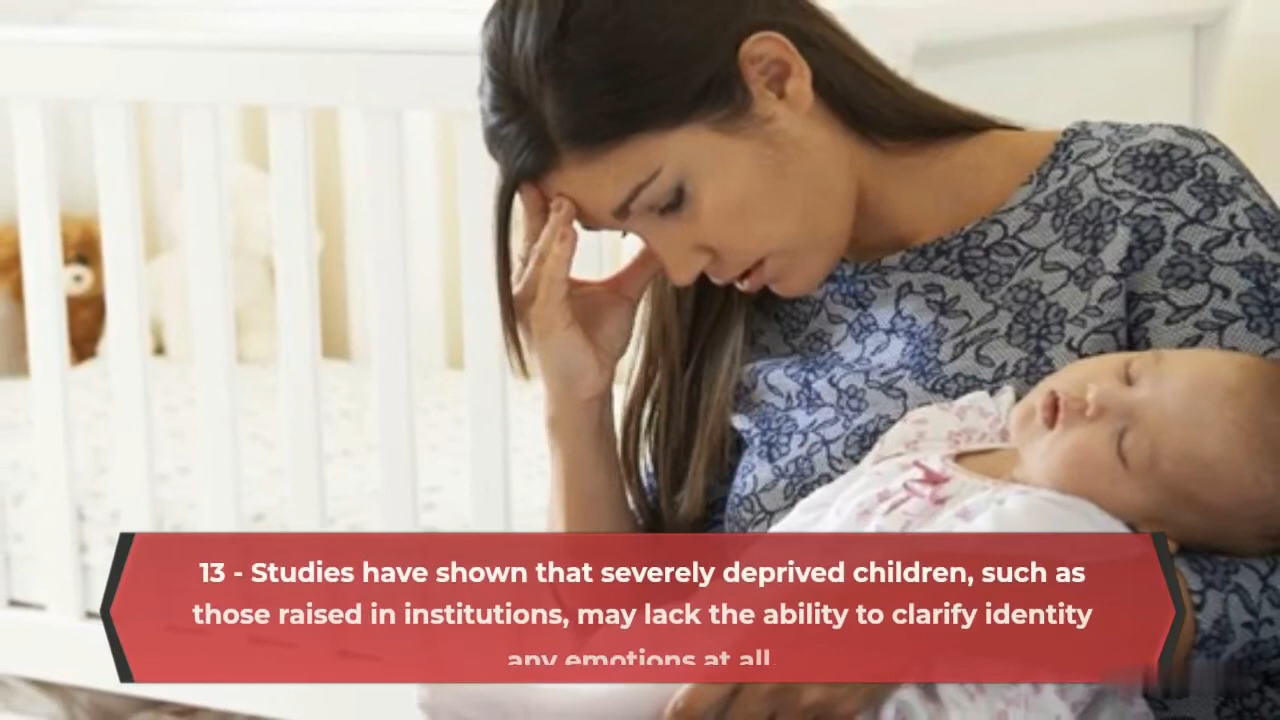 13 - Studies have shown that severely deprived children, such as
those raised in institutions, may lack the ability to clarify identity
any emotions at all.